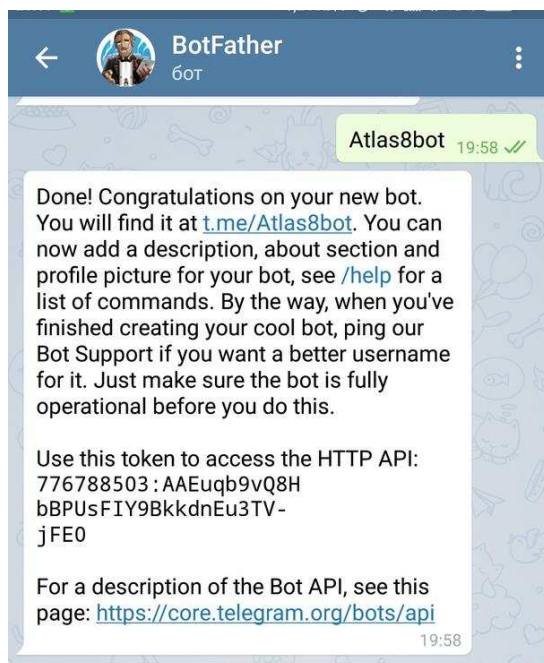 BotFather
бот
Atlas8bot 19:58
Done! Congratulations on your new bot.
You will find it at t.me/Atlas8bot. You can
now add a description, about section and
profile picture for your bot, see /help for a
list of commands. By the way, when you've
finished creating your cool bot, ping our
Bot Support if you want a better username
for it. Just make sure the bot is fully
operational before you do this.
Use this token to access the HTTP API:
776788503:AAEuqb9vQ8H
bBPUsFIY9BkkdnEu3TV-
jFE0
For a description of the Bot API, see this
page: https://core.telegram.org/bots/api
19:58